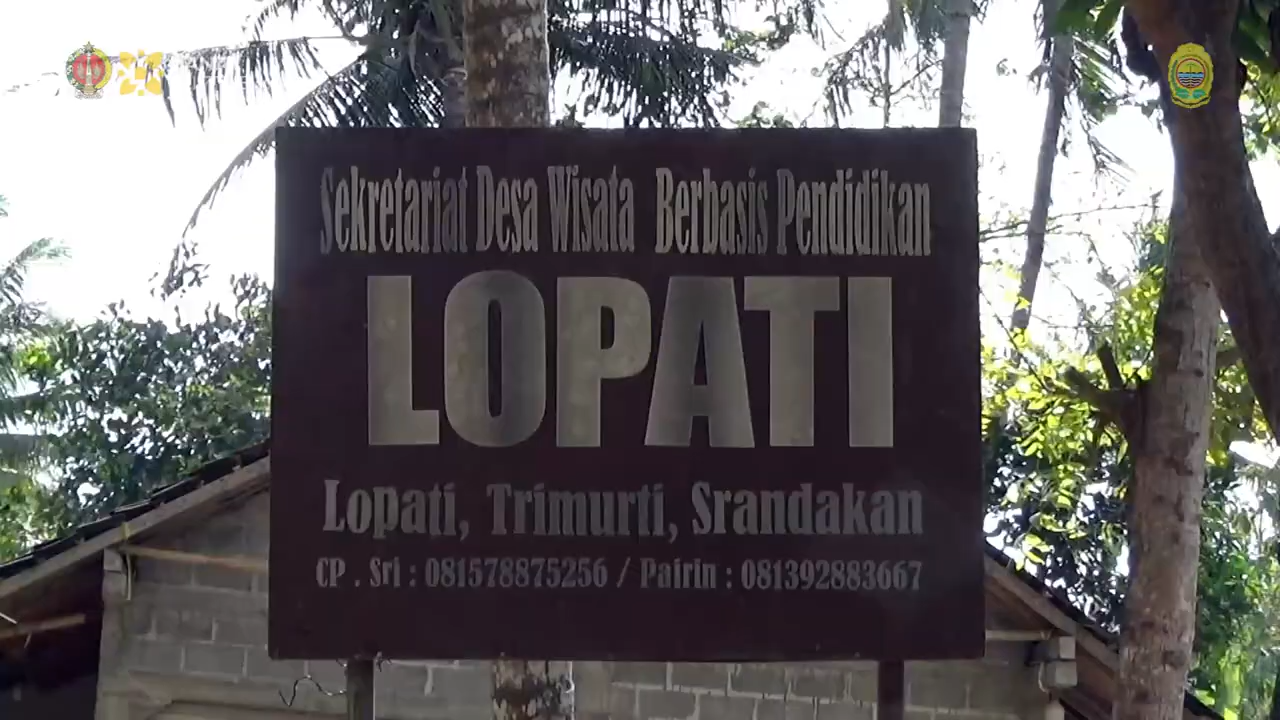 Sekretariat Desa Wisata Berbasis Pendidikan
LOPATI
Lopati, Trimurti, Srandakan
CP . Sri : 081578875256 / Pairin : 081392883667